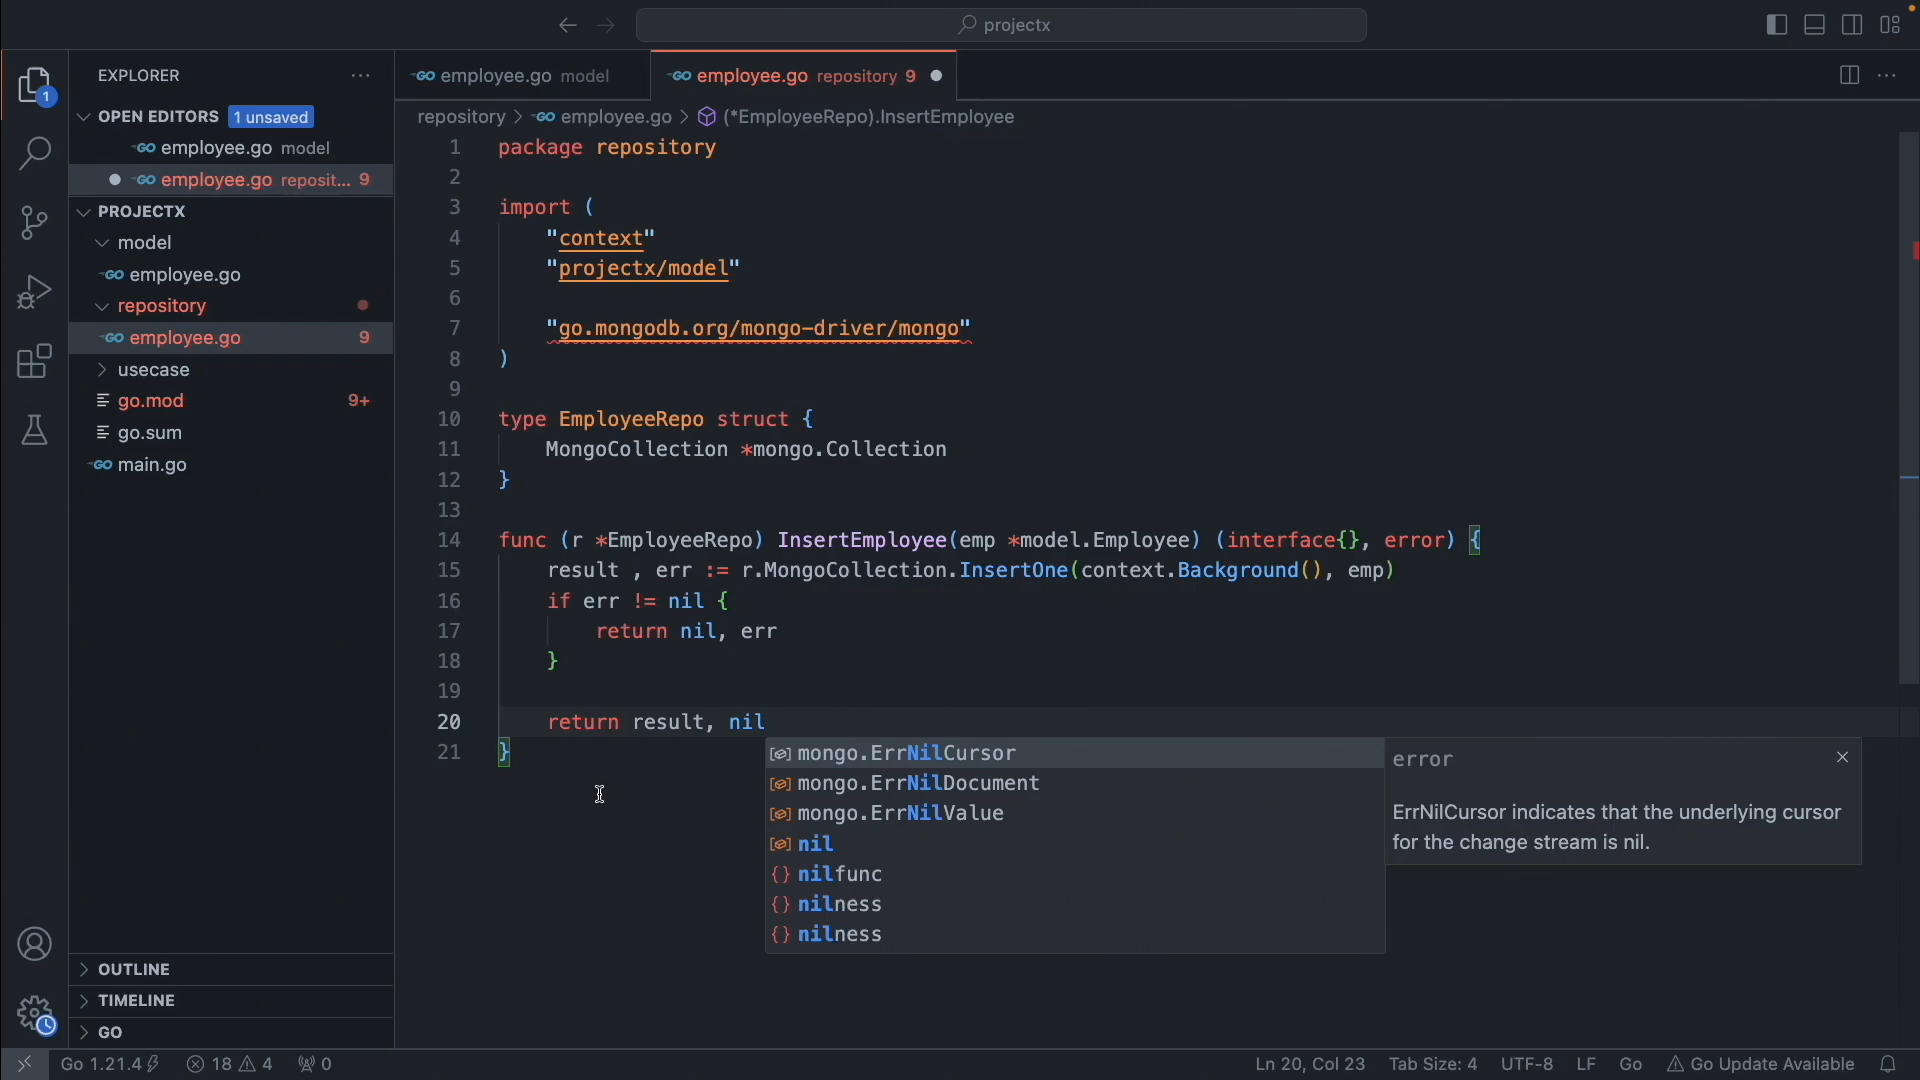 projectx
EXPLORER
OPEN EDITORS 1 unsaved
employee.go model
employee.go reposit... 9
PROJECTX
model
employee.go
repository
employee.go 9
usecase
go.mod 9+
go.sum
main.go
OUTLINE
TIMELINE
GO
1
employee.go model
employee.go repository 9
repository > employee.go > (*EmployeeRepo).InsertEmployee
1 package repository
2
3 import (
4 "context"
5 "projectx/model"
6
7 "go.mongodb.org/mongo-driver/mongo"
8 )
9
10 type EmployeeRepo struct {
11 MongoCollection *mongo.Collection
12 }
13
14 func (r *EmployeeRepo) InsertEmployee(emp *model.Employee) (interface{}, error) {
15 result , err := r.MongoCollection.InsertOne(context.Background(), emp)
16 if err != nil {
17 return nil, err
18 }
19
20 return result, nil
21 }
mongo.ErrNilCursor
mongo.ErrNilDocument
mongo.ErrNilValue
nil
{} nilfunc
{} nilness
{} nilness
error
ErrNilCursor indicates that the underlying cursor
for the change stream is nil.
Go 1.21.4 18 4 0 Ln 20, Col 23 Tab Size: 4 UTF-8 LF Go Go Update Available